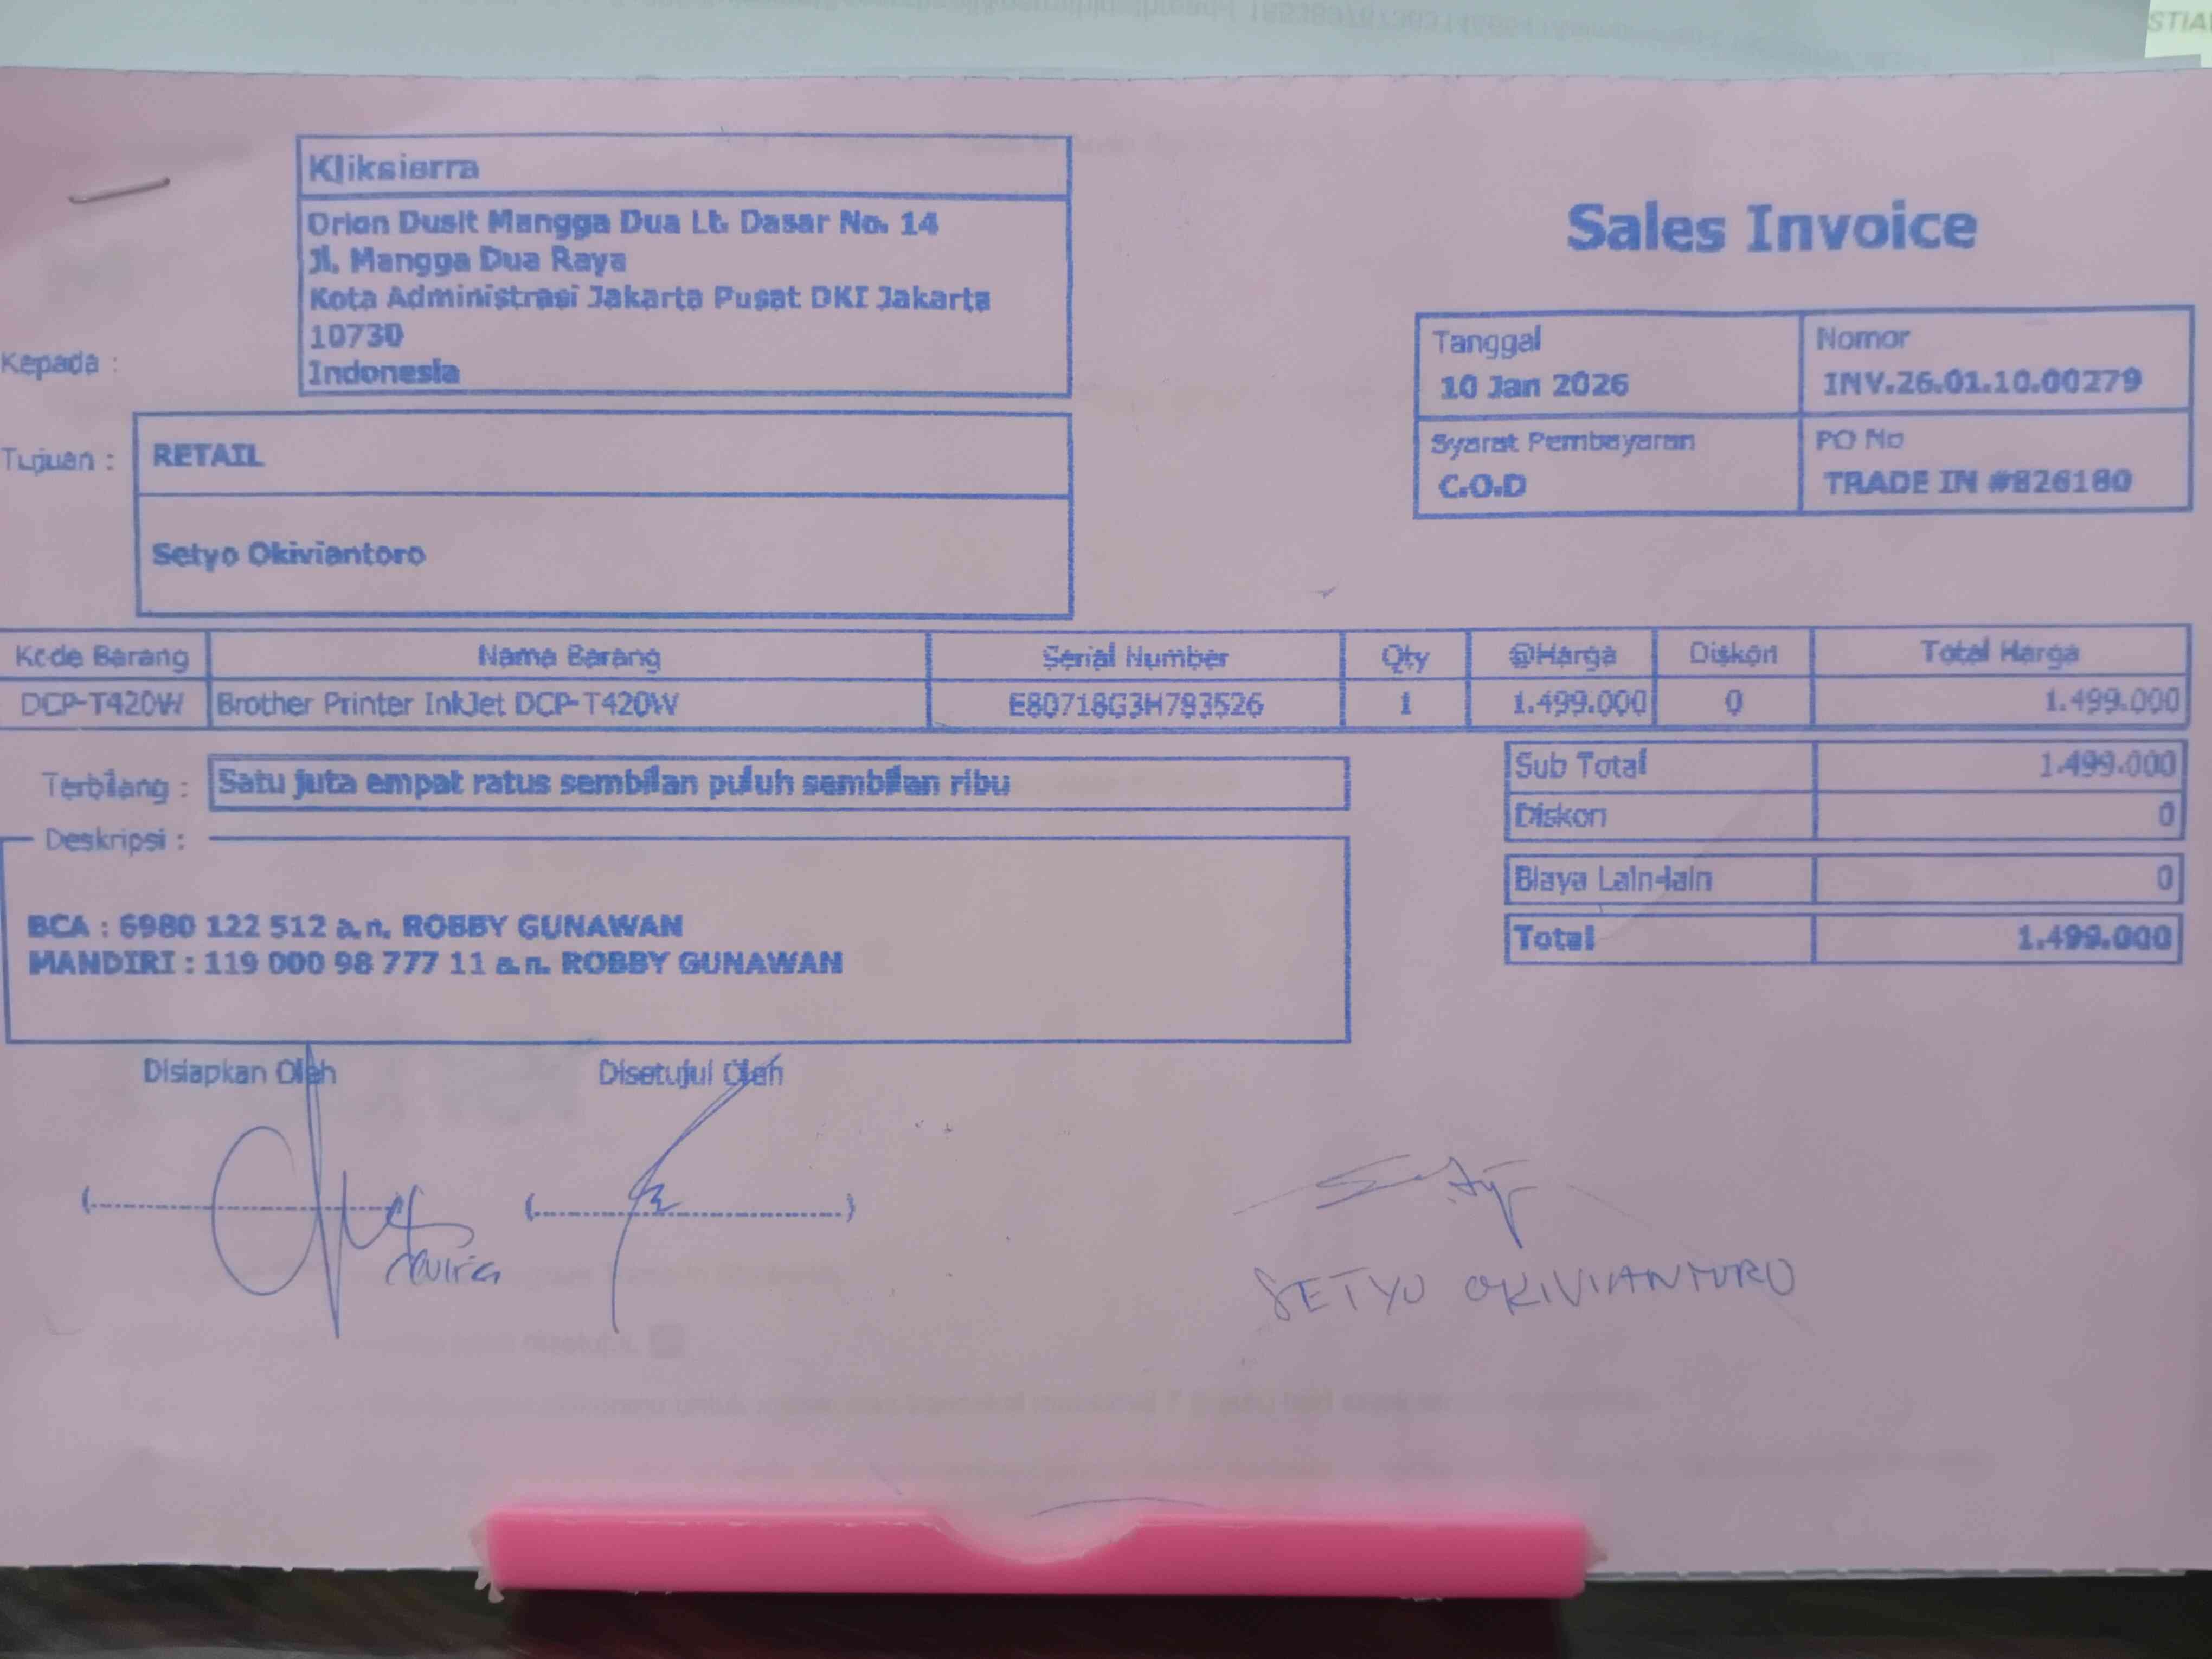 Kliksierra
Orion Dusit Mangga Dua Lt. Dasar No. 14
Jl. Mangga Dua Raya
Kota Administrasi Jakarta Pusat DKI Jakarta
10730
Indonesia
Sales Invoice
Tanggal
10 Jan 2026
Nomor
INV.26.01.10.00279
Syarat Pembayaran
C.O.D
PO No
TRADE IN #826180
Kepada :
Tujuan :
RETAIL
Setyo Okiviantoro
Kode Barang Nama Barang Serial Number Qty @Harga Diskon Total Harga
DCP-T420W Brother Printer InkJet DCP-T420W E80718G3H783526 1 1.499.000 0 1.499.000
Terbilang : Satu juta empat ratus sembilan puluh sembilan ribu
Sub Total 1.499.000
Diskon 0
Biaya Lain-lain 0
Total 1.499.000
Deskripsi :
BCA : 6980 122 512 a.n. ROBBY GUNAWAN
MANDIRI : 119 000 98 777 11 a.n. ROBBY GUNAWAN
Disiapkan Oleh Disetujui Oleh
SETYO OKIVIANTORO